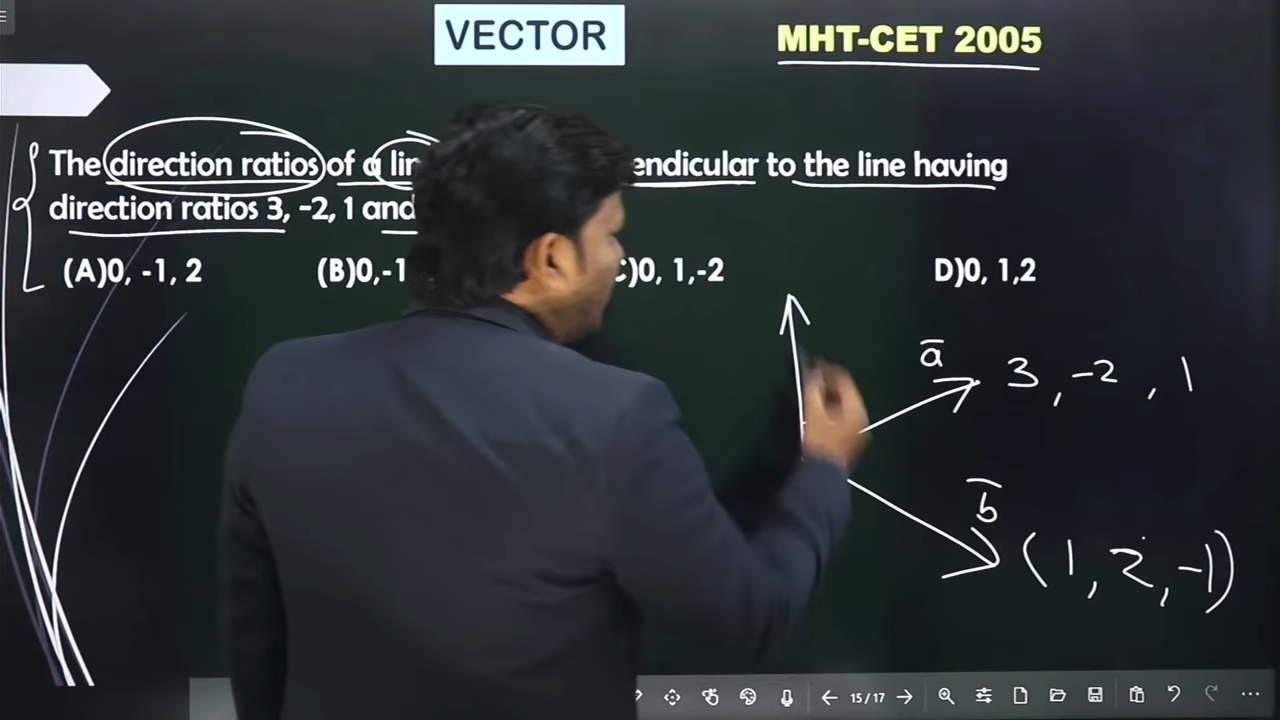 VECTOR
MHT-CET 2005
The direction ratios of a lin endicular to the line having
direction ratios 3, -2, 1 and
(A)0, -1, 2 (B)0,-1 )0, 1,-2 D)0, 1,2
a
3, -2, 1
b
(1, 2, -1)
15/17